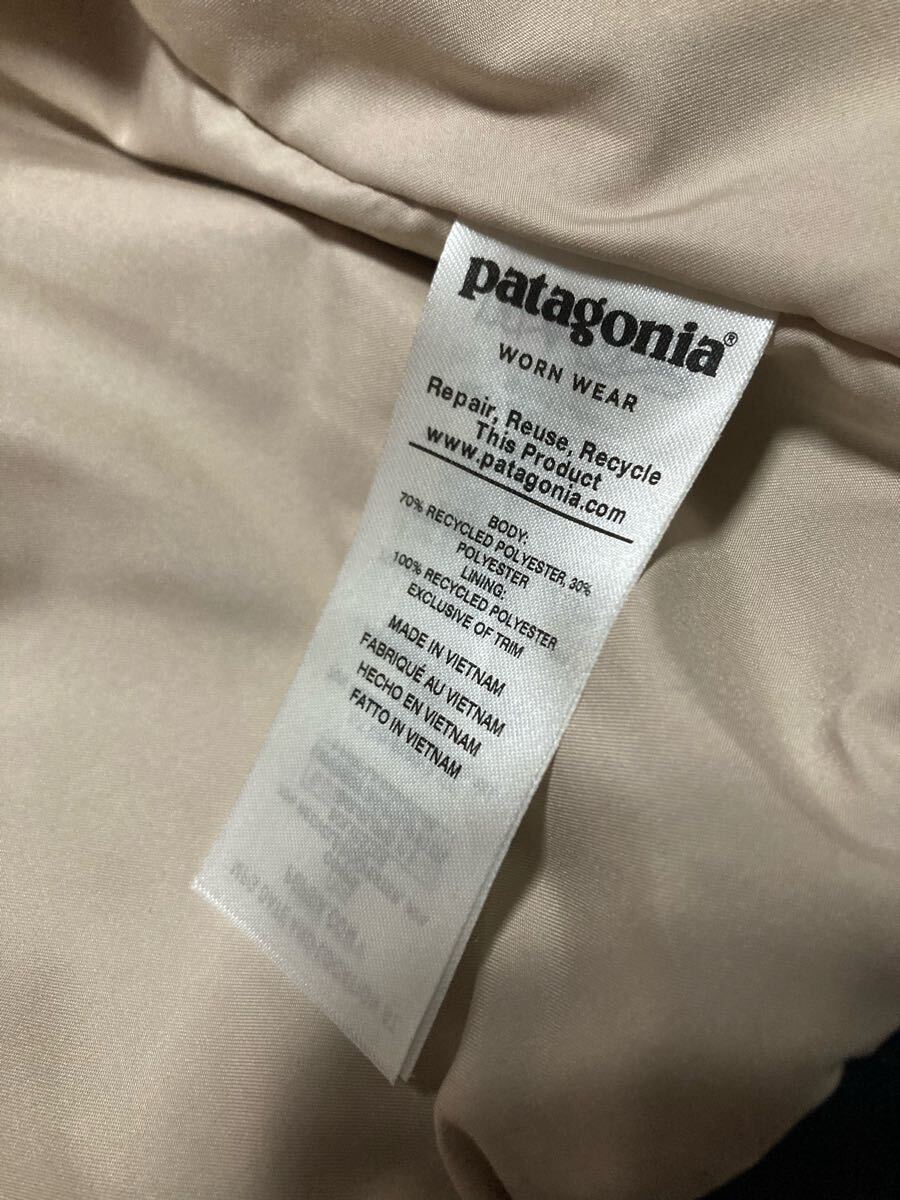 patagonia®
WORN WEAR
Repair, Reuse, Recycle
This Product
www.patagonia.com
BODY:
70% RECYCLED POLYESTER, 30%
POLYESTER
LINING:
100% RECYCLED POLYESTER
EXCLUSIVE OF TRIM
MADE IN VIETNAM
FABRIQUÉ AU VIETNAM
HECHO EN VIETNAM
FATTO IN VIETNAM